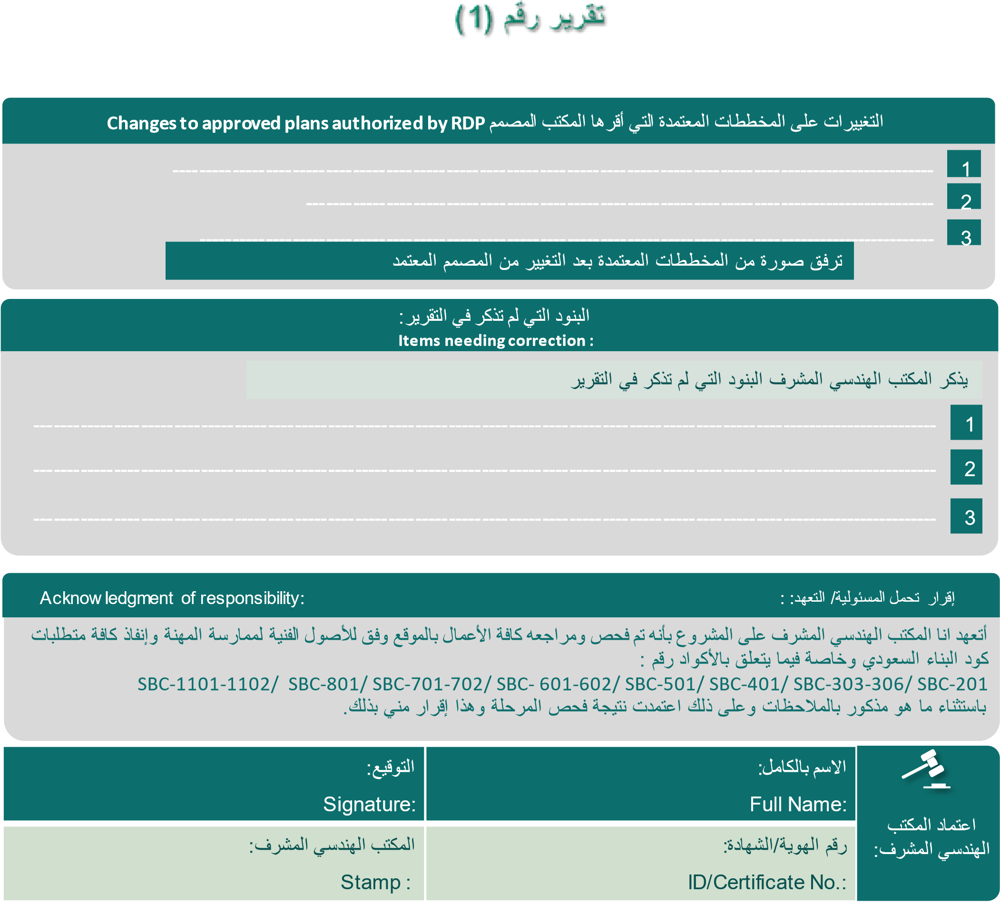 تقرير رقم (1)
التغييرات على المخططات المعتمدة التي أقرها المكتب المصمم Changes to approved plans authorized by RDP
1 ------------------------------------------------------------
2 ------------------------------------------------------------
3 ------------------------------------------------------------
ترفق صورة من المخططات المعتمدة بعد التغيير من المصمم المعتمد
البنود التي لم تذكر في التقرير:
Items needing correction :
يذكر المكتب الهندسي المشرف البنود التي لم تذكر في التقرير
1 ------------------------------------------------------------
2 ------------------------------------------------------------
3 ------------------------------------------------------------
إقرار تحمل المسئولية/ التعهد: :
Acknowledgment of responsibility:
أتعهد انا المكتب الهندسي المشرف على المشروع بأنه تم فحص ومراجعه كافة الأعمال بالموقع وفق للأصول الفنية لممارسة المهنة وإنفاذ كافة متطلبات
كود البناء السعودي وخاصة فيما يتعلق بالأكواد رقم :
SBC-1101-1102/ SBC-801/ SBC-701-702/ SBC- 601-602/ SBC-501/ SBC-401/ SBC-303-306/ SBC-201
باستثناء ما هو مذكور بالملاحظات وعلى ذلك اعتمدت نتيجة فحص المرحلة وهذا إقرار مني بذلك.
اعتماد المكتب
الهندسي المشرف:
الاسم بالكامل:
Full Name:
التوقيع:
Signature:
رقم الهوية/الشهادة:
ID/Certificate No.:
المكتب الهندسي المشرف:
Stamp :